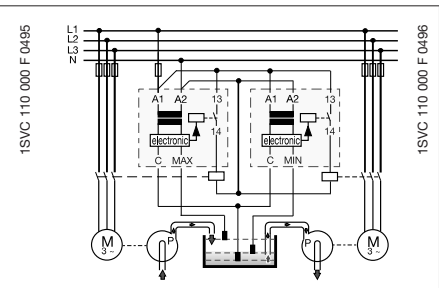 1SVC 110 000 F 0495
L1
L2
L3
N
A1 A2 13
14
electronic
C MAX
A1 A2 13
14
electronic
C MIN
M
3 ~
P
P
M
3 ~
1SVC 110 000 F 0496